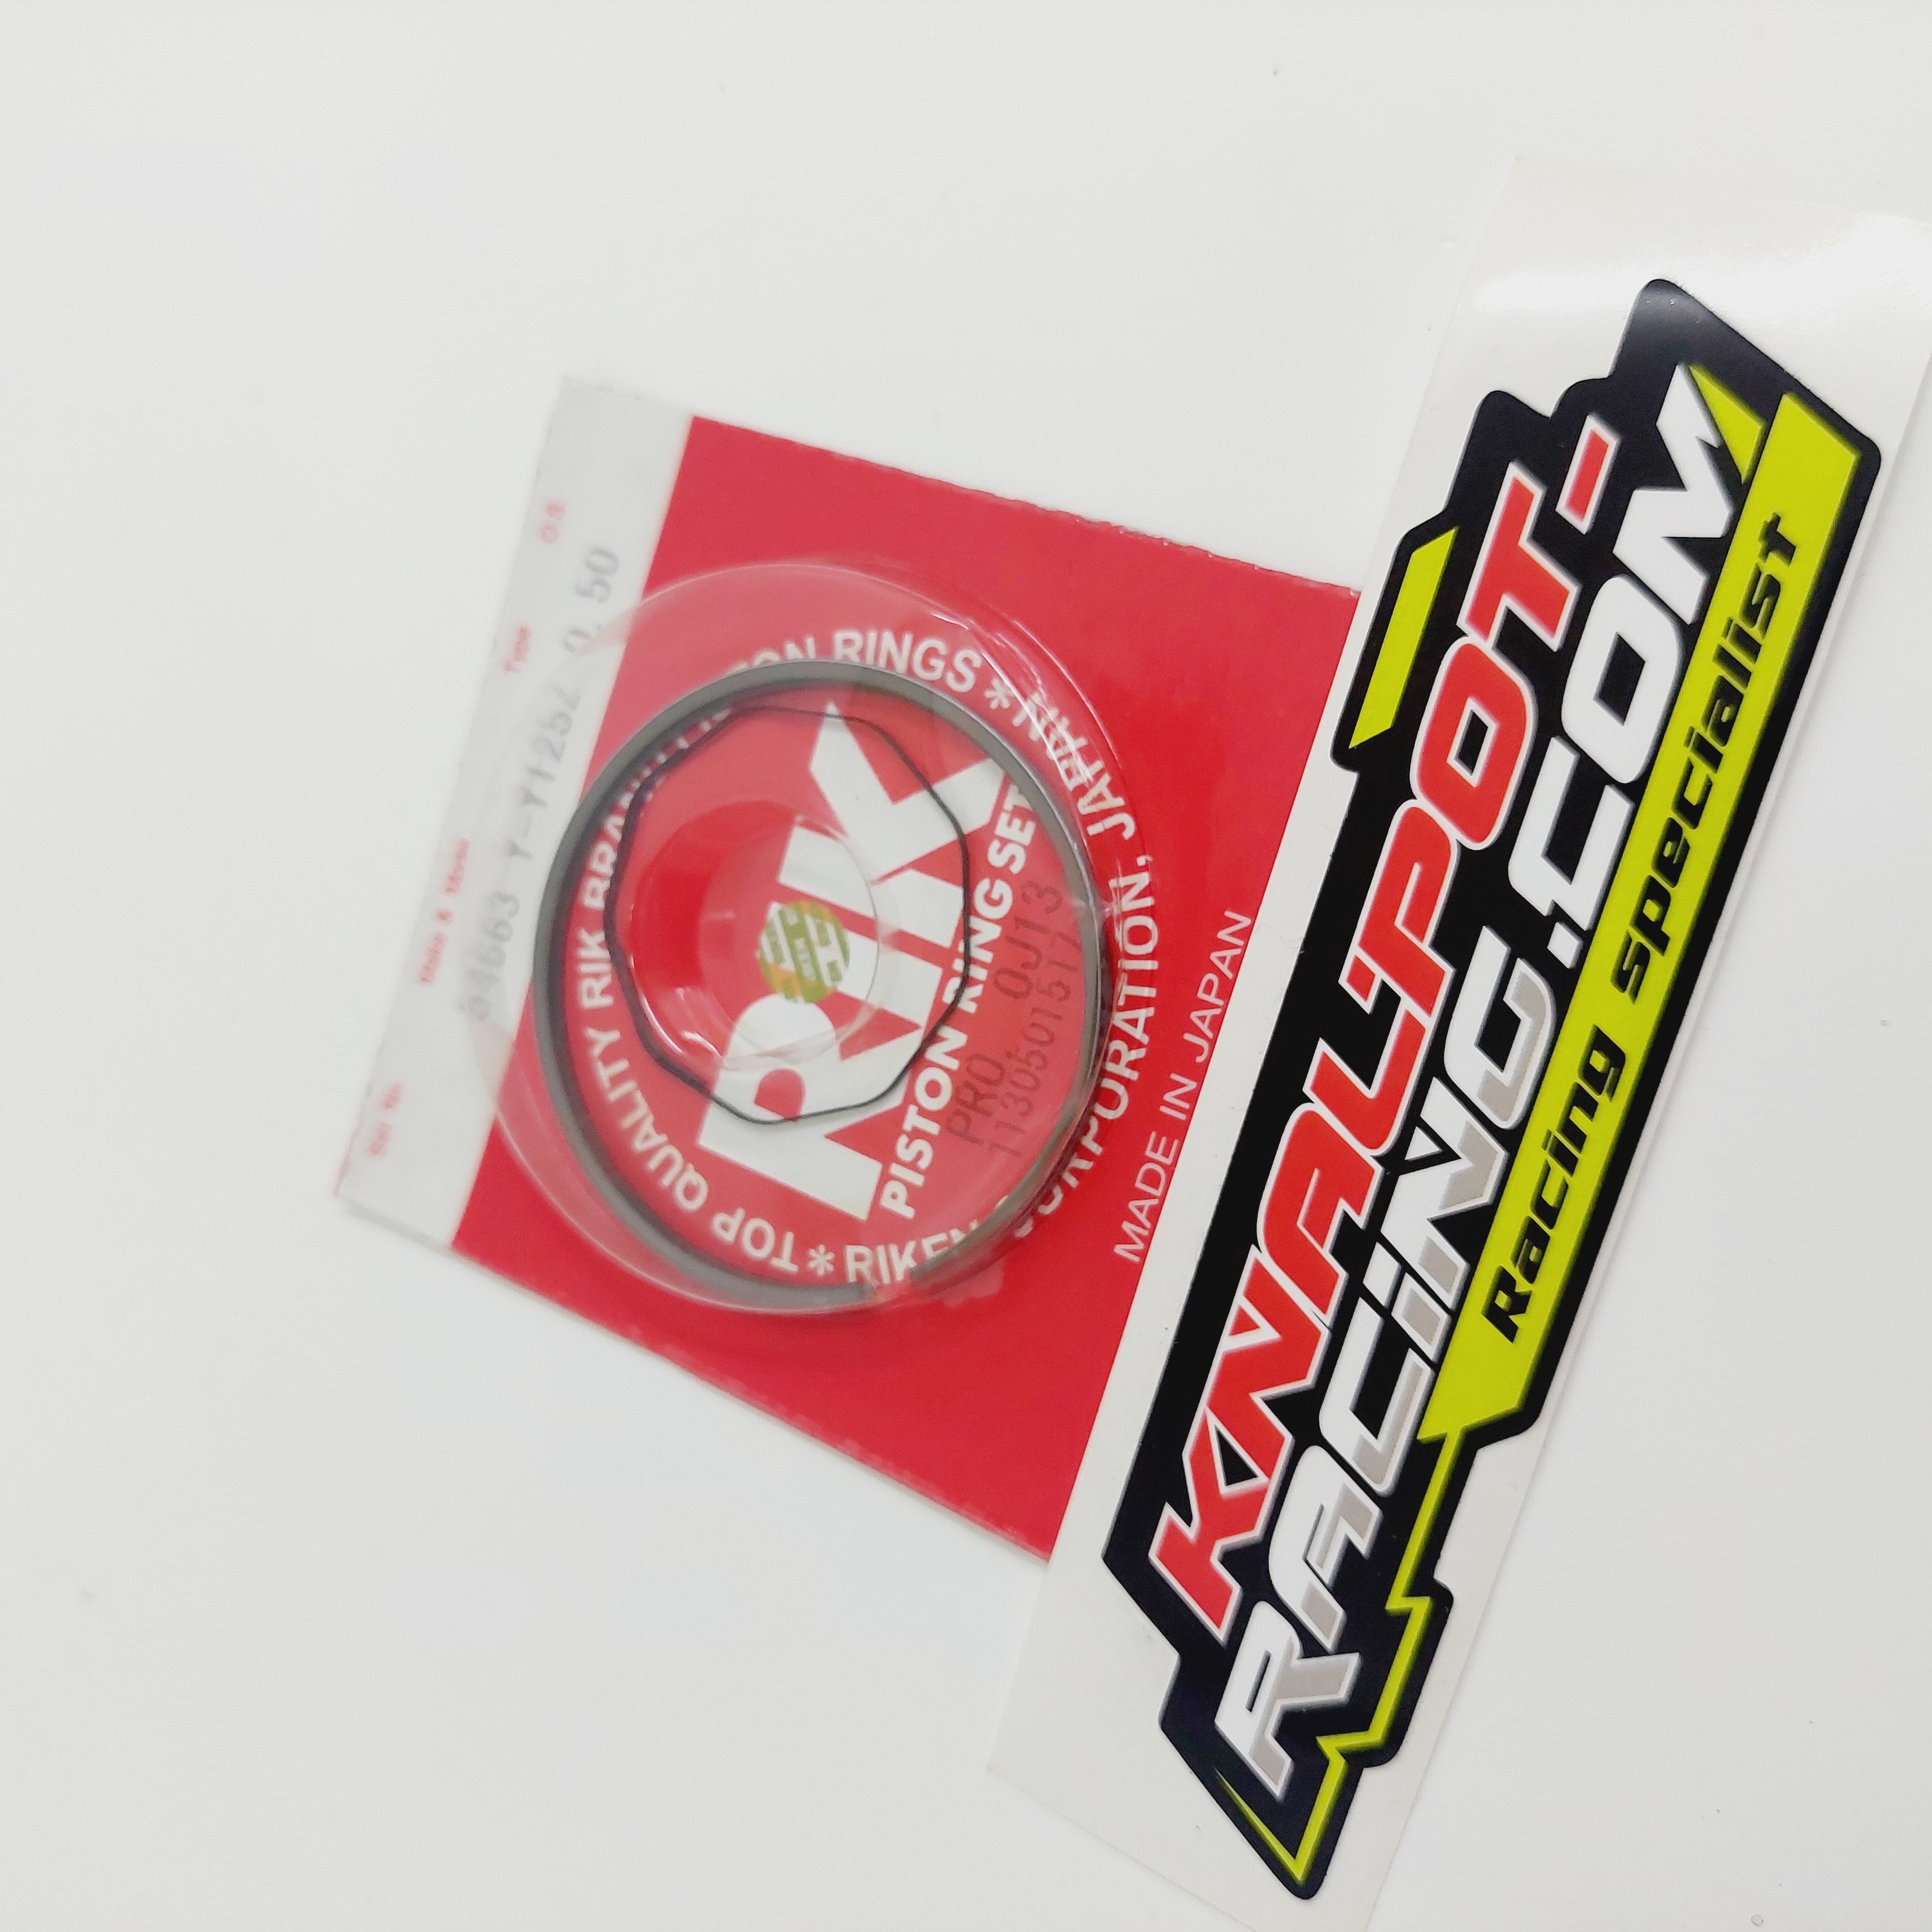 O.S.
Type
0.50
TOP QUALITY RIK BRAND
RINGS *
RIK
PISTON RING SET
PRO. 0J13
* RIKEN CORPORATION, JAPAN
MADE IN JAPAN
KNALPOT-
RACING.COM
Racing specialist